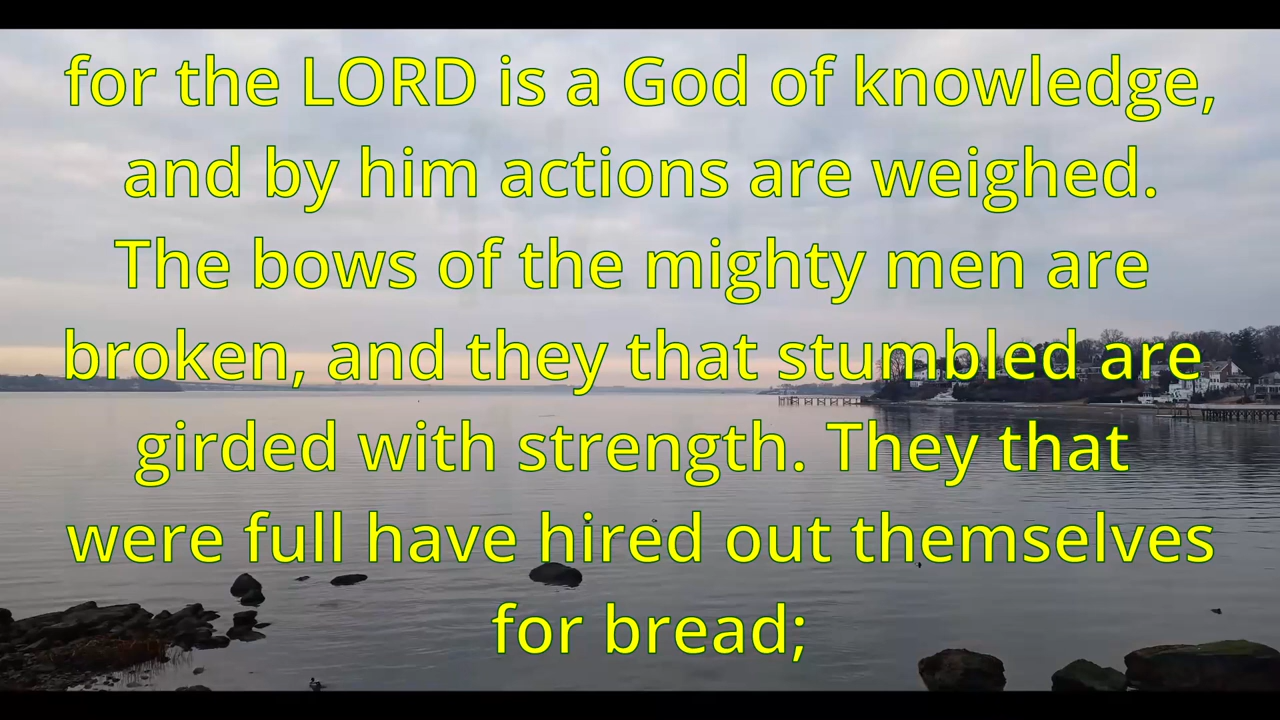 for the LORD is a God of knowledge,
and by him actions are weighed.
The bows of the mighty men are
broken, and they that stumbled are
girded with strength. They that
were full have hired out themselves
for bread;